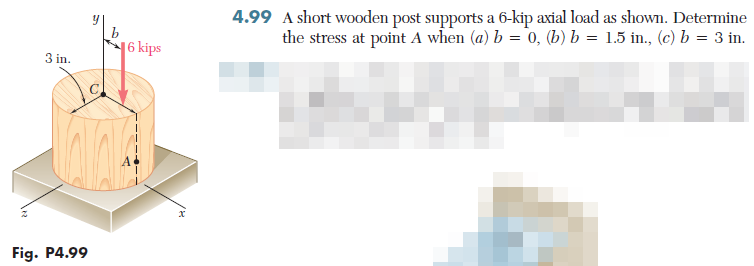 y
b
6 kips
3 in.
C
A
z
x
Fig. P4.99
4.99 A short wooden post supports a 6-kip axial load as shown. Determine
the stress at point A when (a) b = 0, (b) b = 1.5 in., (c) b = 3 in.